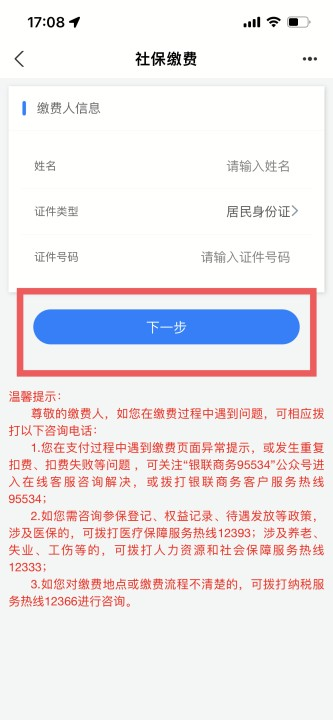 17:08
社保缴费
缴费人信息
姓名 请输入姓名
证件类型 居民身份证
证件号码 请输入证件号码
下一步
温馨提示：
尊敬的缴费人，如您在缴费过程中遇到问题，可相应拨
打以下咨询电话：
1.您在支付过程中遇到缴费页面异常提示，或发生重复
扣费、扣费失败等问题，可关注“银联商务95534”公众号进
入在线客服咨询解决，或拨打银联商务客户服务热线
95534；
2.如您需咨询参保登记、权益记录、待遇发放等政策，
涉及医保的，可拨打医疗保障服务热线12393；涉及养老、
失业、工伤等的，可拨打人力资源和社会保障服务热线
12333；
3.如您对缴费地点或缴费流程不清楚的，可拨打纳税服
务热线12366进行咨询。